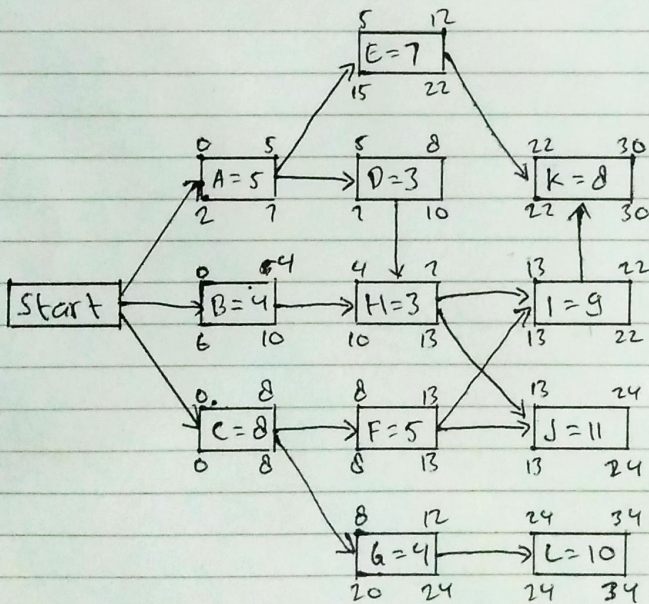 5 12
E=7
15 22
0 5 5 8 22 30
A=5 D=3 K=8
2 7 7 10 22 30
0 4 4 7 13 22
Start B=4 H=3 I=9
6 10 10 13 13 22
0 8 8 13 13 24
C=8 F=5 J=11
0 8 8 13 13 24
8 12 24 34
G=4 L=10
20 24 24 34